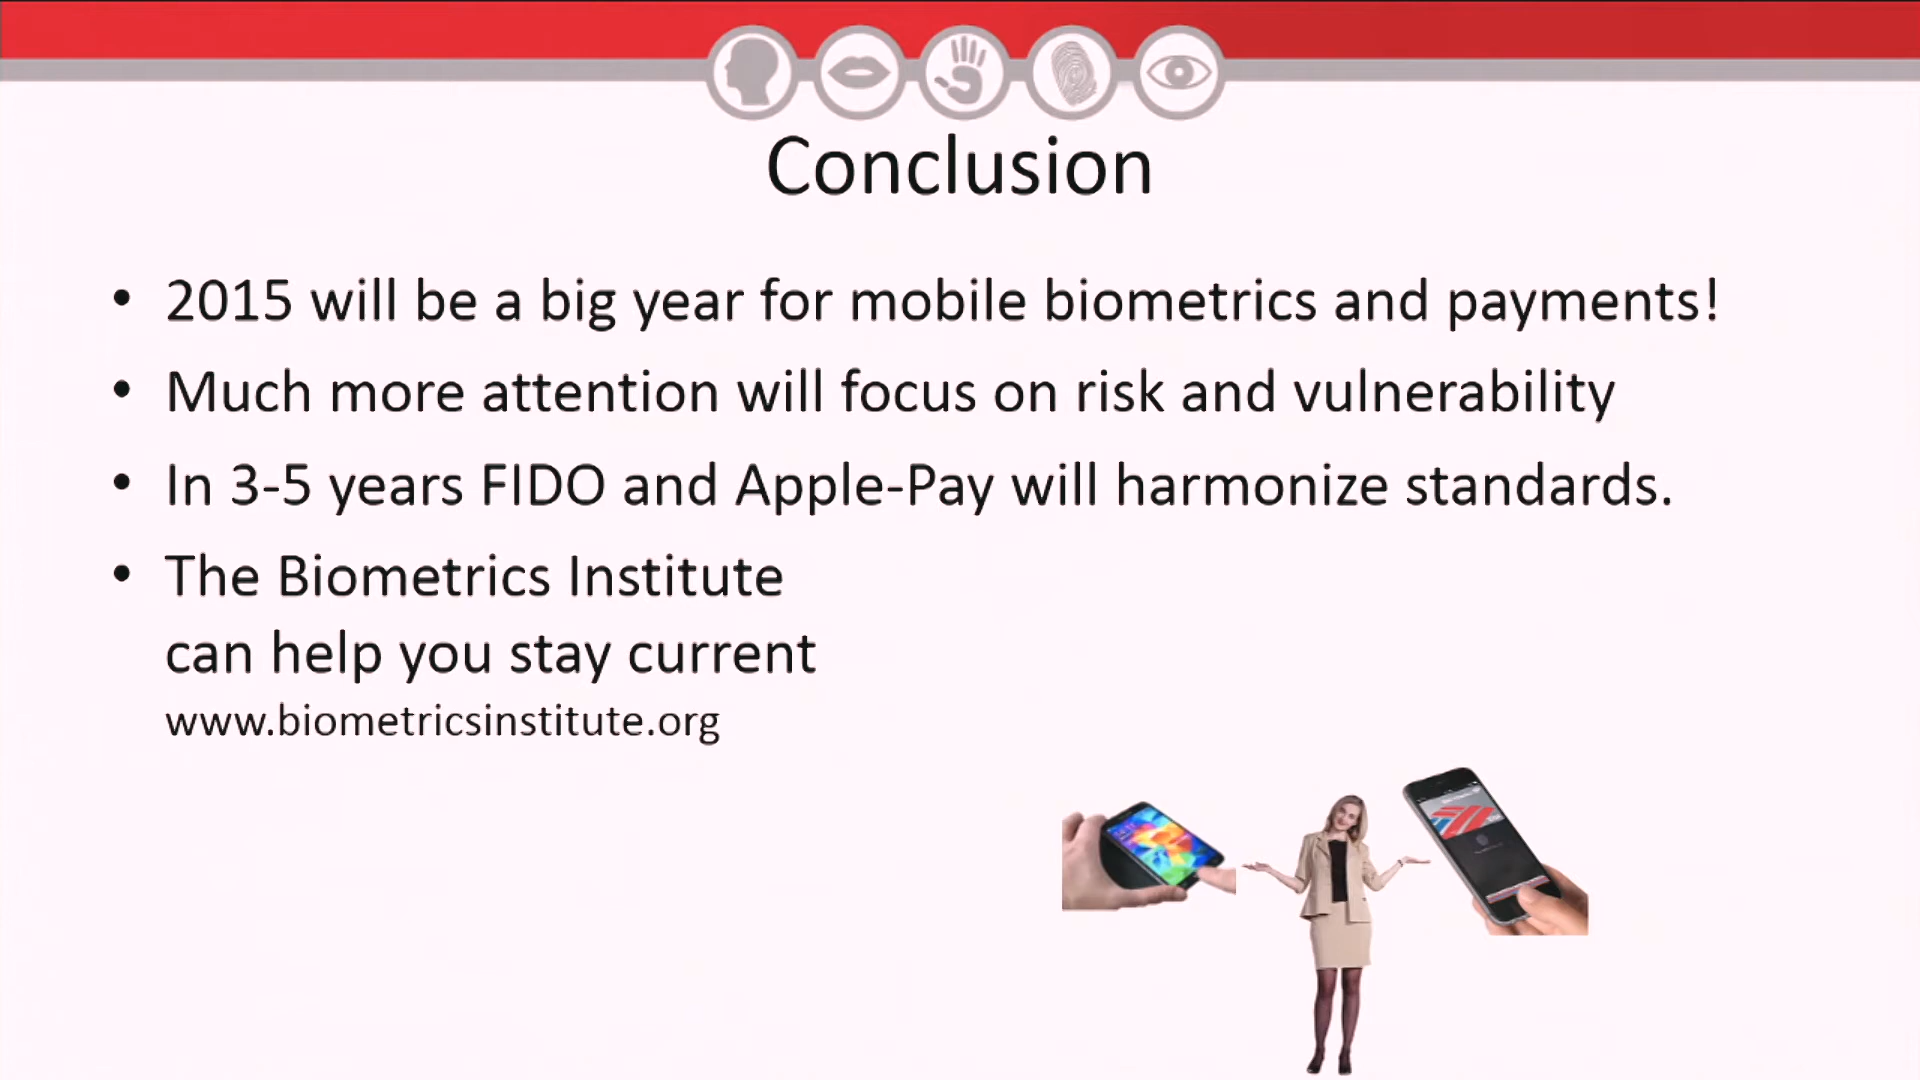 Conclusion
• 2015 will be a big year for mobile biometrics and payments!
• Much more attention will focus on risk and vulnerability
• In 3-5 years FIDO and Apple-Pay will harmonize standards.
• The Biometrics Institute
can help you stay current
www.biometricsinstitute.org